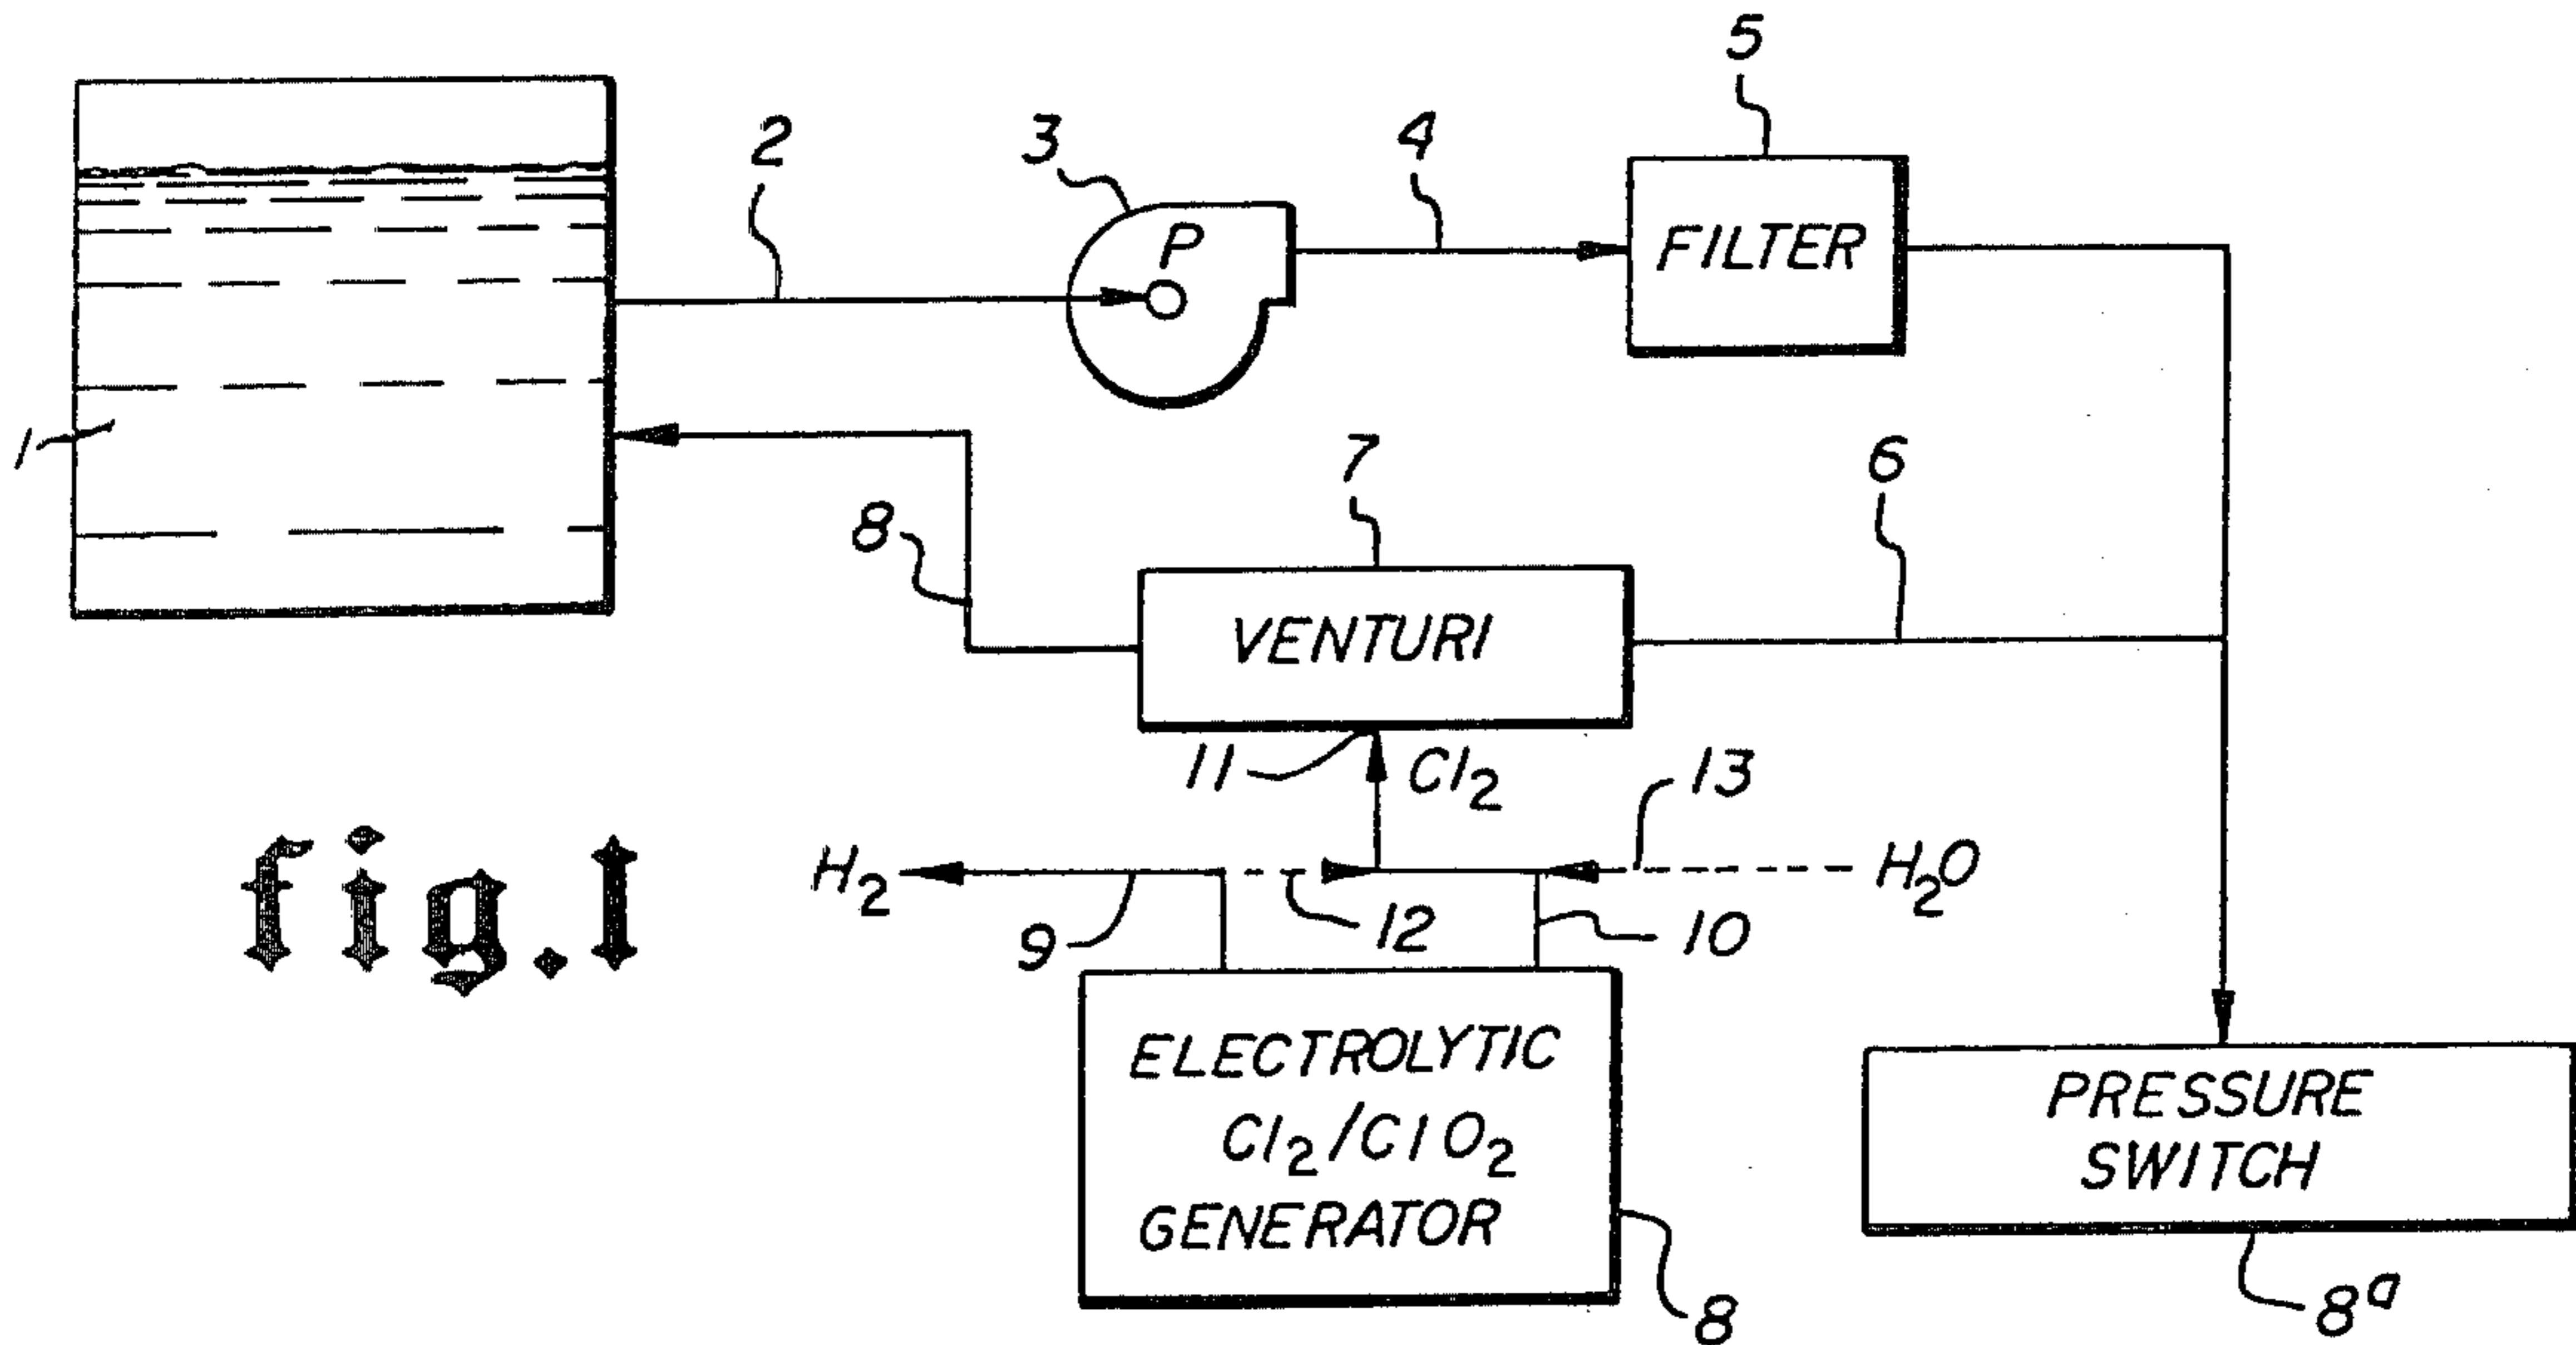 5
2
3
4
P
FILTER
1
7
6
8
VENTURI
11
Cl2
13
H2
H2O
9
12
10
fig.1
ELECTROLYTIC
Cl2/ClO2
GENERATOR
PRESSURE
SWITCH
8
8a